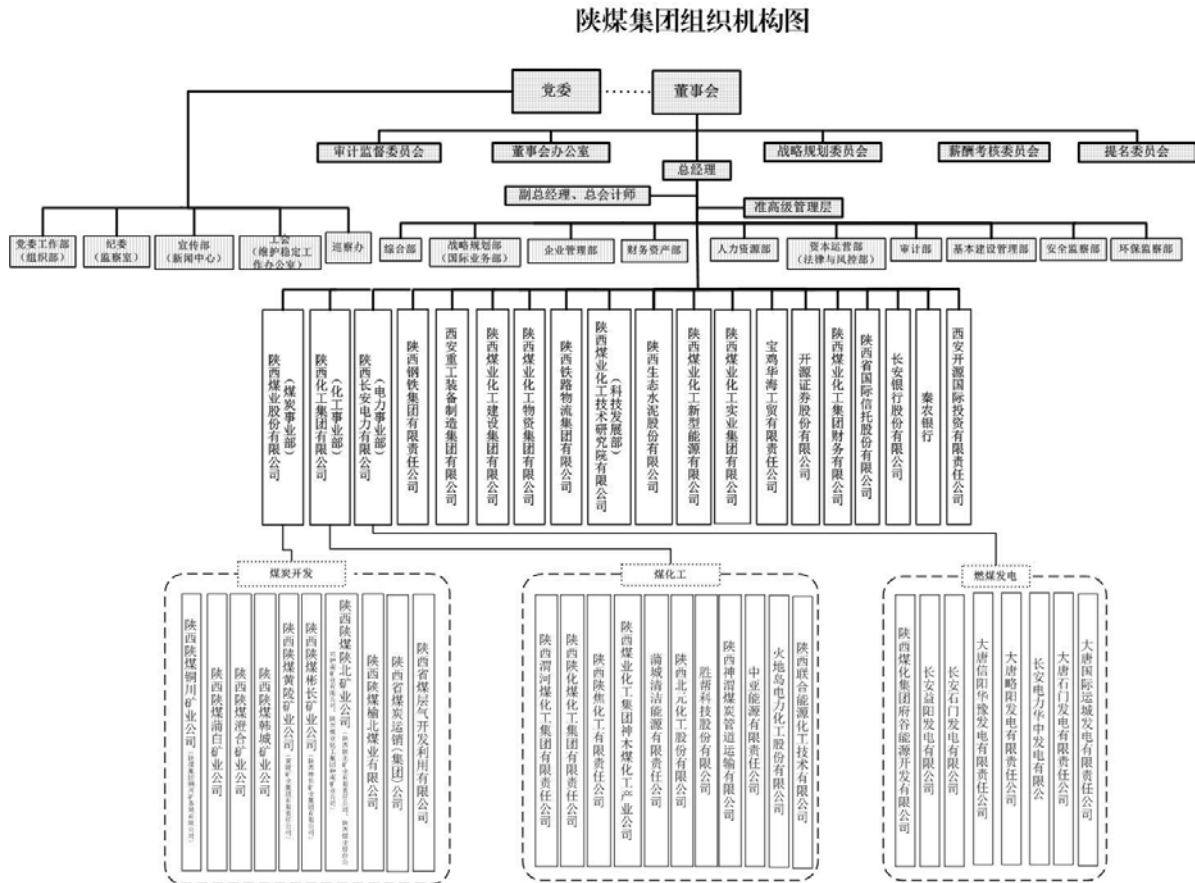 陕煤集团组织机构图
党委
董事会
审计监督委员会
董事会办公室
战略规划委员会
薪酬考核委员会
提名委员会
总经理
副总经理、总会计师
准高级管理层
党委工作部
（组织部）
纪委
（监察室）
宣传部
（新闻中心）
工会
（维护稳定工
作办公室）
巡察办
综合部
战略规划部
（国际业务部）
企业管理部
财务资产部
人力资源部
资本运营部
（法律与风控部）
审计部
基本建设管理部
安全监察部
环保监察部
（煤炭事业部）
陕西煤业股份有限公司
（化工事业部）
陕西化工集团有限公司
（电力事业部）
陕西长安电力有限公司
陕西钢铁集团有限责任公司
西安重工装备制造集团有限公司
陕西煤业化工建设集团有限公司
陕西煤业化工物资集团有限公司
陕西铁路物流集团有限公司
（科技发展部）
陕西煤业化工技术研究院有限公司
陕西生态水泥股份有限公司
陕西煤业化工新型能源有限公司
陕西煤业化工实业集团有限公司
宝鸡华海工贸有限责任公司
开源证券股份有限公司
陕西煤业化工集团财务有限公司
陕西省国际信托股份有限公司
长安银行股份有限公司
秦农银行
西安开源国际投资有限责任公司
煤炭开发
煤化工
燃煤发电
陕西陕煤铜川矿业公司
陕西陕煤蒲白矿业公司
陕西陕煤澄合矿业公司
陕西陕煤韩城矿业公司
陕西陕煤黄陵矿业公司
陕西陕煤彬长矿业公司
陕西陕煤陕北矿业公司
陕西陕煤榆北煤业有限公司
陕西省煤炭运销（集团）公司
陕西省煤层气开发利用有限公司
陕西渭河煤化工集团有限责任公司
陕西陕化煤化工集团有限责任公司
陕西陕焦化工有限责任公司
陕西煤业化工集团神木煤化工产业公司
蒲城清洁能源有限责任公司
陕西北元化工股份有限公司
胜帮科技股份有限公司
陕西神渭煤炭管道运输有限公司
中亚能源有限责任公司
火地岛电力化工股份有限公司
陕西联合能源化工技术有限公司
陕西煤化集团府谷能源开发有限公司
长安益阳发电有限公司
长安石门发电有限公司
大唐信阳华豫发电有限责任公司
大唐略阳发电有限责任公司
长安电力华中发电有限公
大唐石门发电有限责任公司
大唐国际运城发电有限责任公司